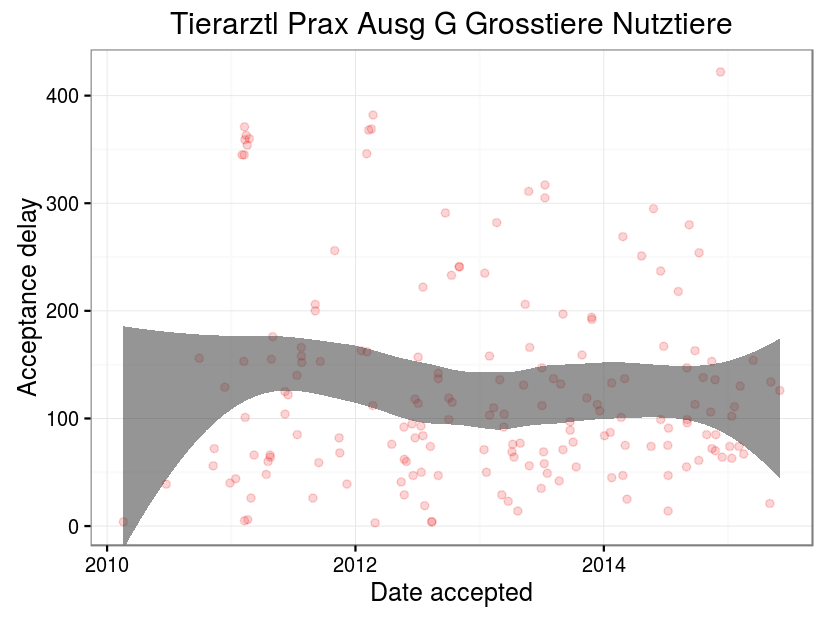 Tierarztl Prax Ausg G Grosstiere Nutztiere
400
300
200
100
0
Acceptance delay
2010 2012 2014
Date accepted